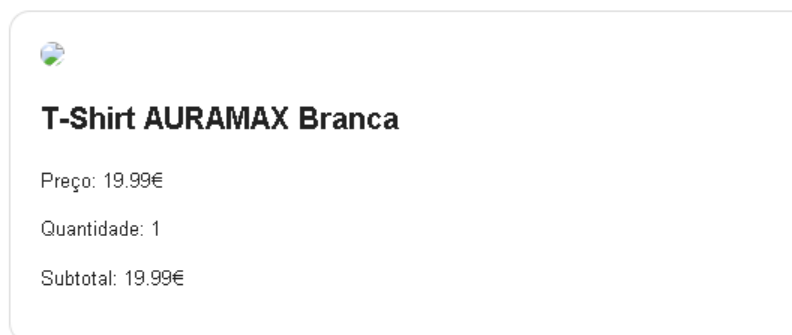 T-Shirt AURAMAX Branca
Preço: 19.99€
Quantidade: 1
Subtotal: 19.99€